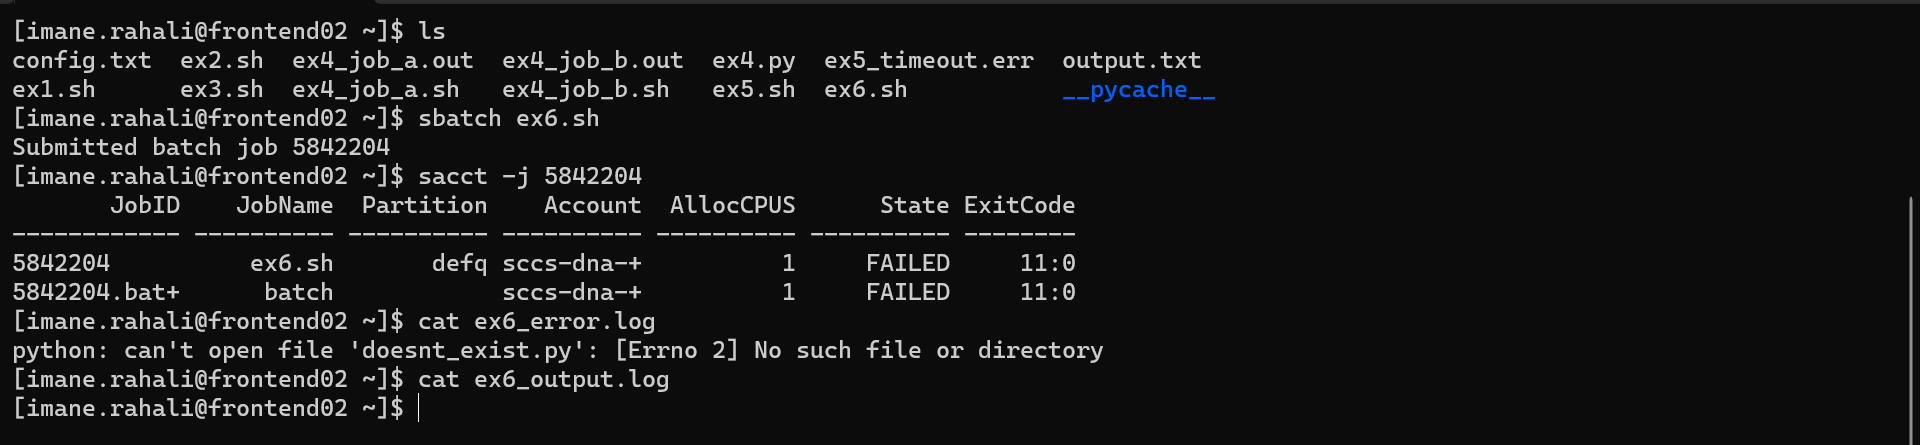 [imane.rahali@frontend02 ~]$ ls
config.txt  ex2.sh  ex4_job_a.out  ex4_job_b.out  ex4.py  ex5_timeout.err  output.txt
ex1.sh      ex3.sh  ex4_job_a.sh   ex4_job_b.sh   ex5.sh  ex6.sh           __pycache__
[imane.rahali@frontend02 ~]$ sbatch ex6.sh
Submitted batch job 5842204
[imane.rahali@frontend02 ~]$ sacct -j 5842204
       JobID    JobName  Partition    Account  AllocCPUS      State ExitCode
------------ ---------- ---------- ---------- ---------- ---------- --------
5842204          ex6.sh       defq sccs-dna-+          1     FAILED     11:0
5842204.bat+      batch            sccs-dna-+          1     FAILED     11:0
[imane.rahali@frontend02 ~]$ cat ex6_error.log
python: can't open file 'doesnt_exist.py': [Errno 2] No such file or directory
[imane.rahali@frontend02 ~]$ cat ex6_output.log
[imane.rahali@frontend02 ~]$